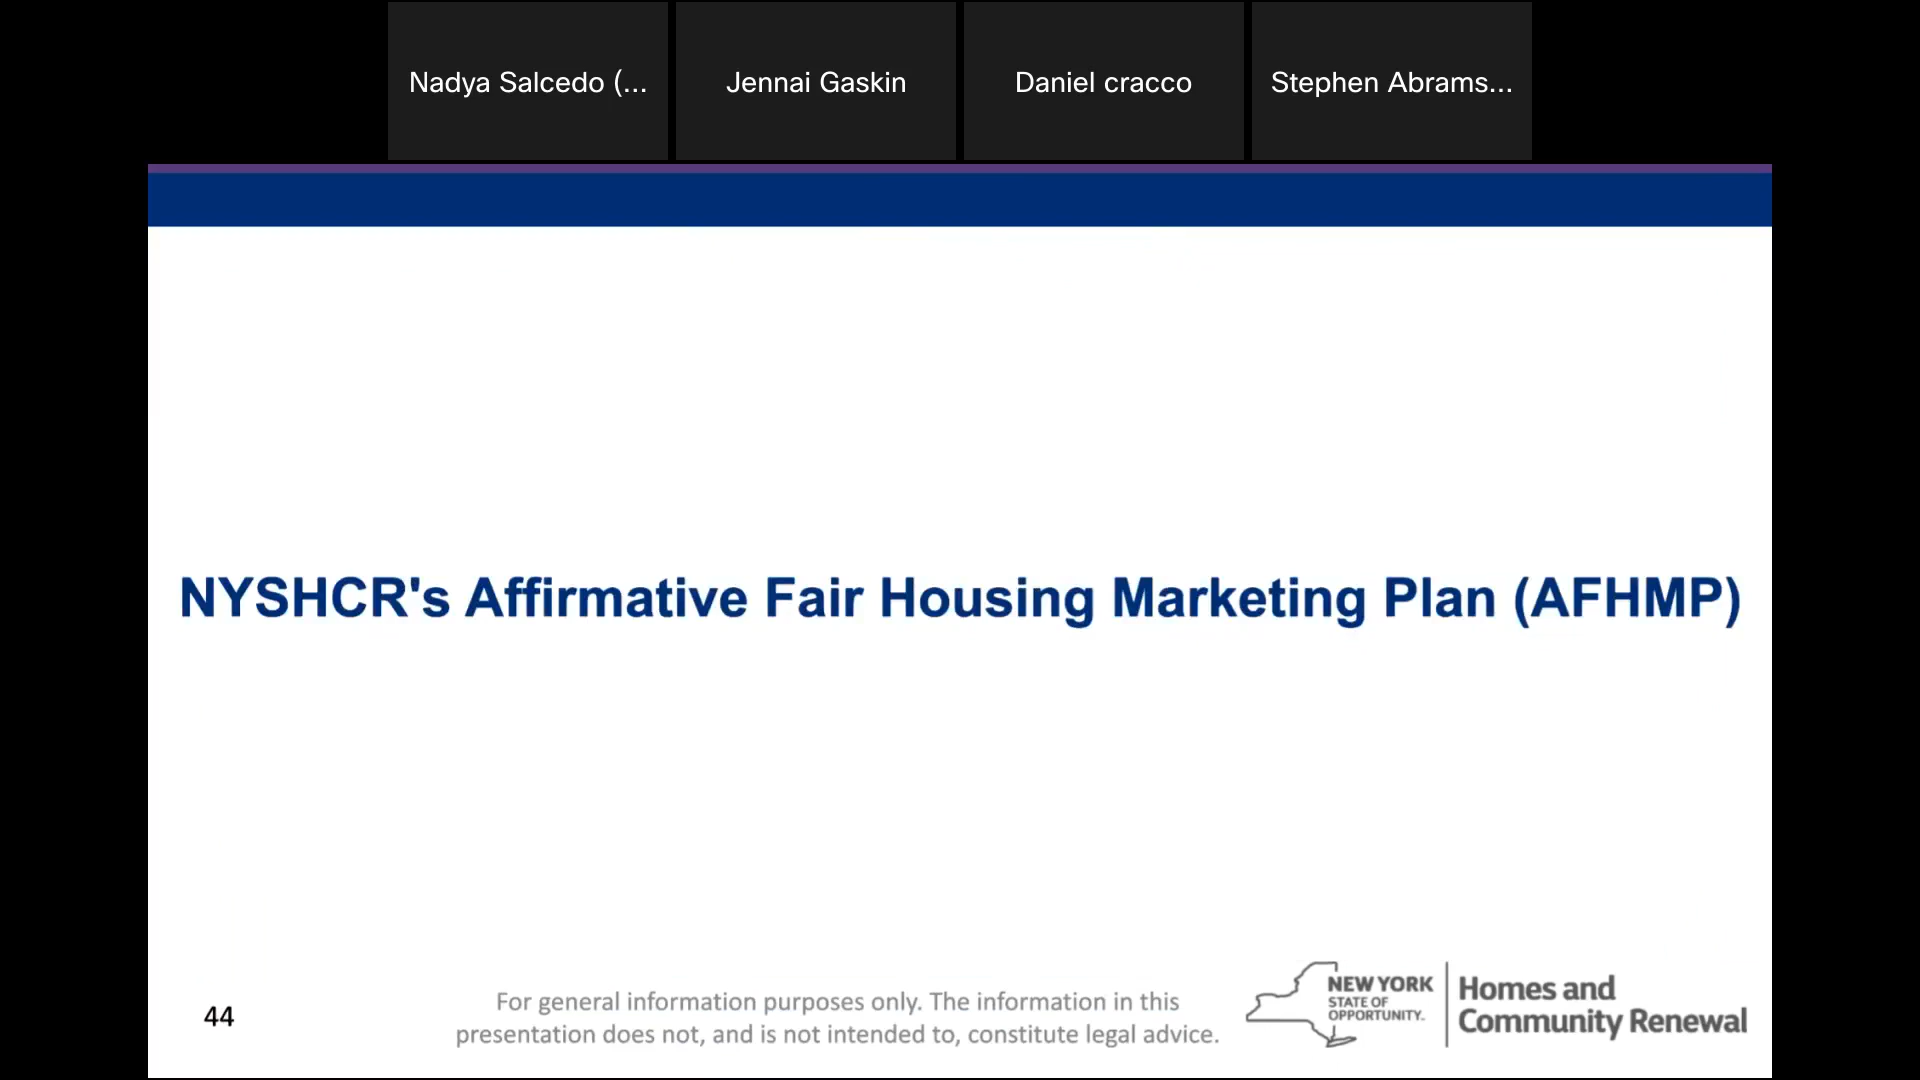 Nadya Salcedo (...
Jennai Gaskin
Daniel cracco
Stephen Abrams...
NYSHCR's Affirmative Fair Housing Marketing Plan (AFHMP)
44
For general information purposes only. The information in this
presentation does not, and is not intended to, constitute legal advice.
NEW YORK
STATE OF
OPPORTUNITY.
Homes and
Community Renewal